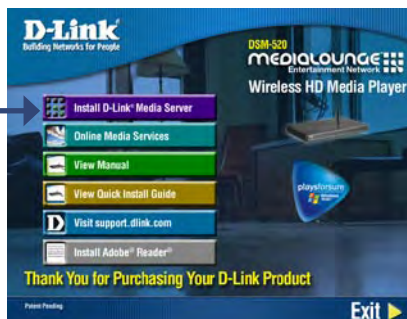 D-Link®
Building Networks for People
DSM-520
MEDIALOUNGE
Entertainment Network™
Wireless HD Media Player
Install D-Link® Media Server
Online Media Services
View Manual
View Quick Install Guide
Visit support.dlink.com
Install Adobe® Reader®
playsforsure
Thank You for Purchasing Your D-Link Product
Patent Pending
Exit